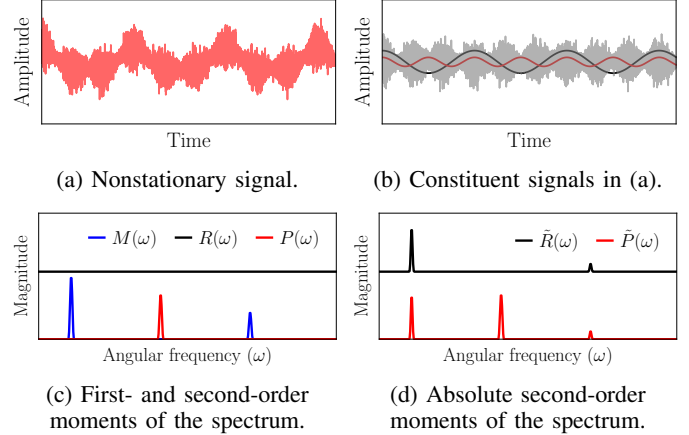 Amplitude
Time
(a) Nonstationary signal.
Amplitude
Time
(b) Constituent signals in (a).
Magnitude
M(ω) R(ω) P(ω)
Angular frequency (ω)
(c) First- and second-order
moments of the spectrum.
Magnitude
R̃(ω) P̃(ω)
Angular frequency (ω)
(d) Absolute second-order
moments of the spectrum.